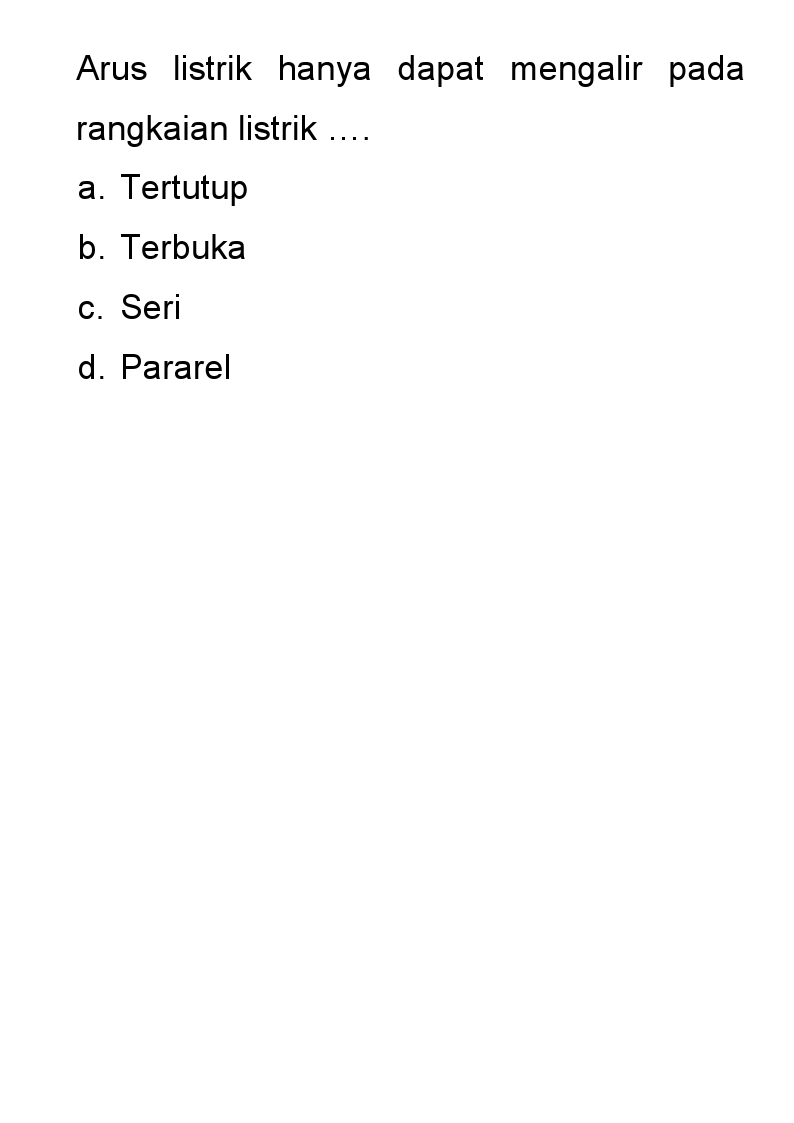 Arus listrik hanya dapat mengalir pada
rangkaian listrik ….
a. Tertutup
b. Terbuka
c. Seri
d. Pararel